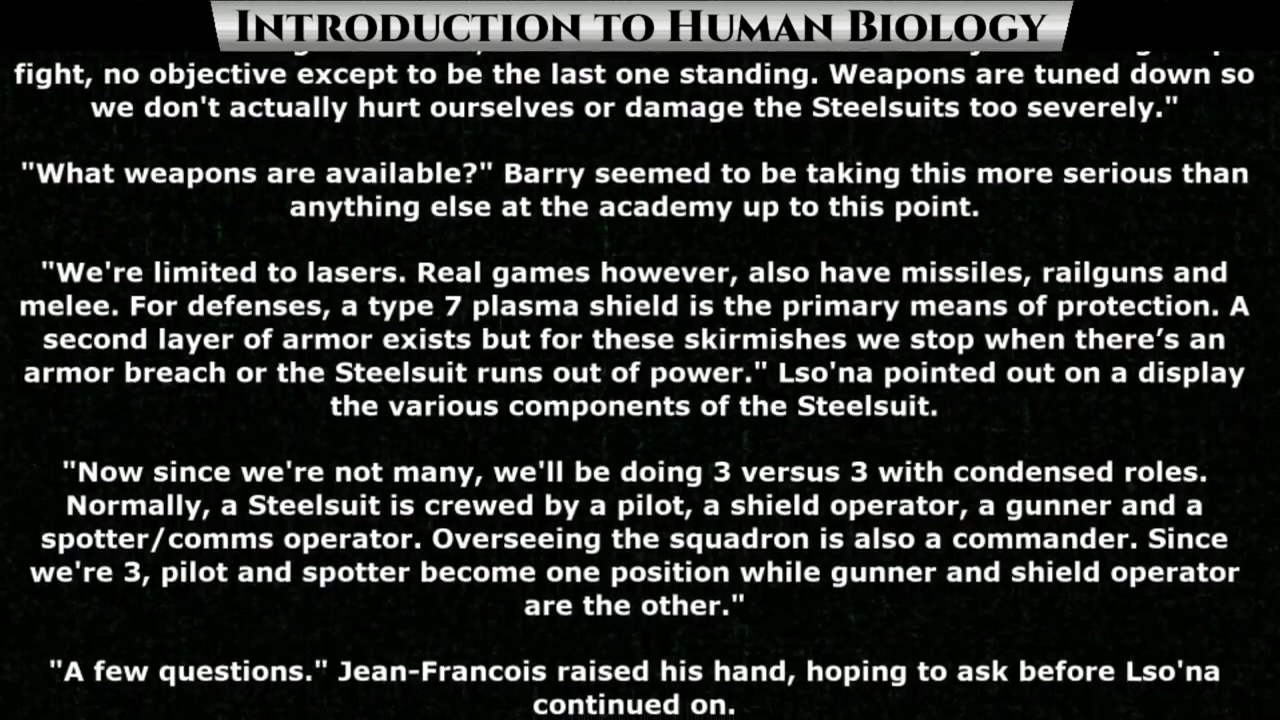 Introduction to Human Biology
fight, no objective except to be the last one standing. Weapons are tuned down so
we don't actually hurt ourselves or damage the Steelsuits too severely."
"What weapons are available?" Barry seemed to be taking this more serious than
anything else at the academy up to this point.
"We're limited to lasers. Real games however, also have missiles, railguns and
melee. For defenses, a type 7 plasma shield is the primary means of protection. A
second layer of armor exists but for these skirmishes we stop when there’s an
armor breach or the Steelsuit runs out of power." Lso'na pointed out on a display
the various components of the Steelsuit.
"Now since we're not many, we'll be doing 3 versus 3 with condensed roles.
Normally, a Steelsuit is crewed by a pilot, a shield operator, a gunner and a
spotter/comms operator. Overseeing the squadron is also a commander. Since
we're 3, pilot and spotter become one position while gunner and shield operator
are the other."
"A few questions." Jean-Francois raised his hand, hoping to ask before Lso'na
continued on.